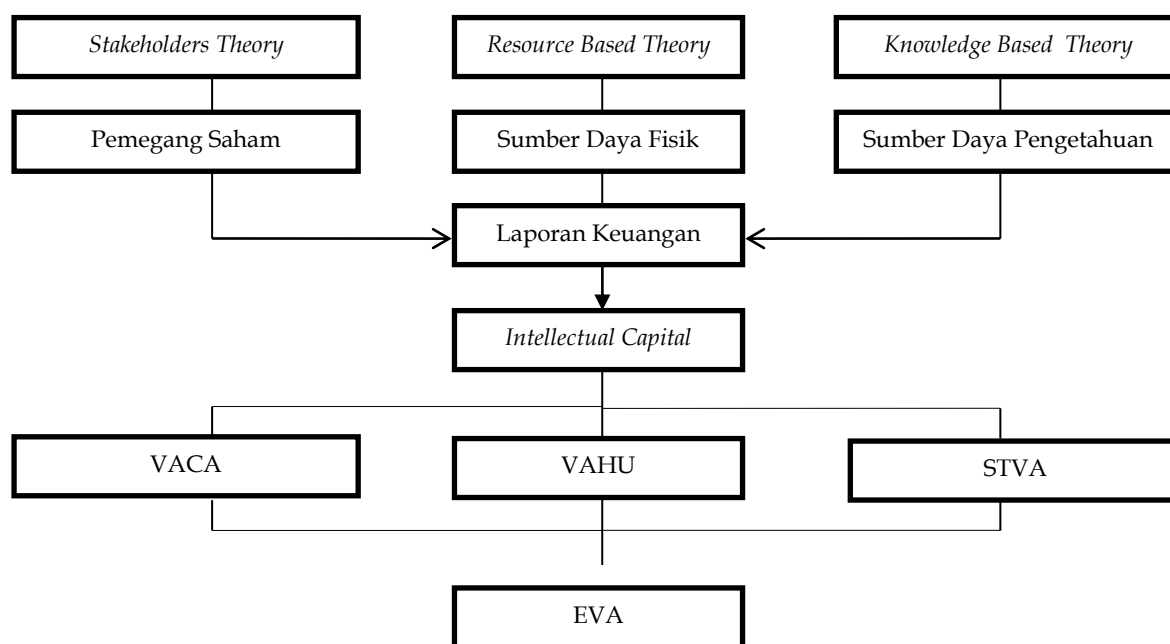 Stakeholders Theory
Resource Based Theory
Knowledge Based Theory
Pemegang Saham
Sumber Daya Fisik
Sumber Daya Pengetahuan
Laporan Keuangan
Intellectual Capital
VACA
VAHU
STVA
EVA